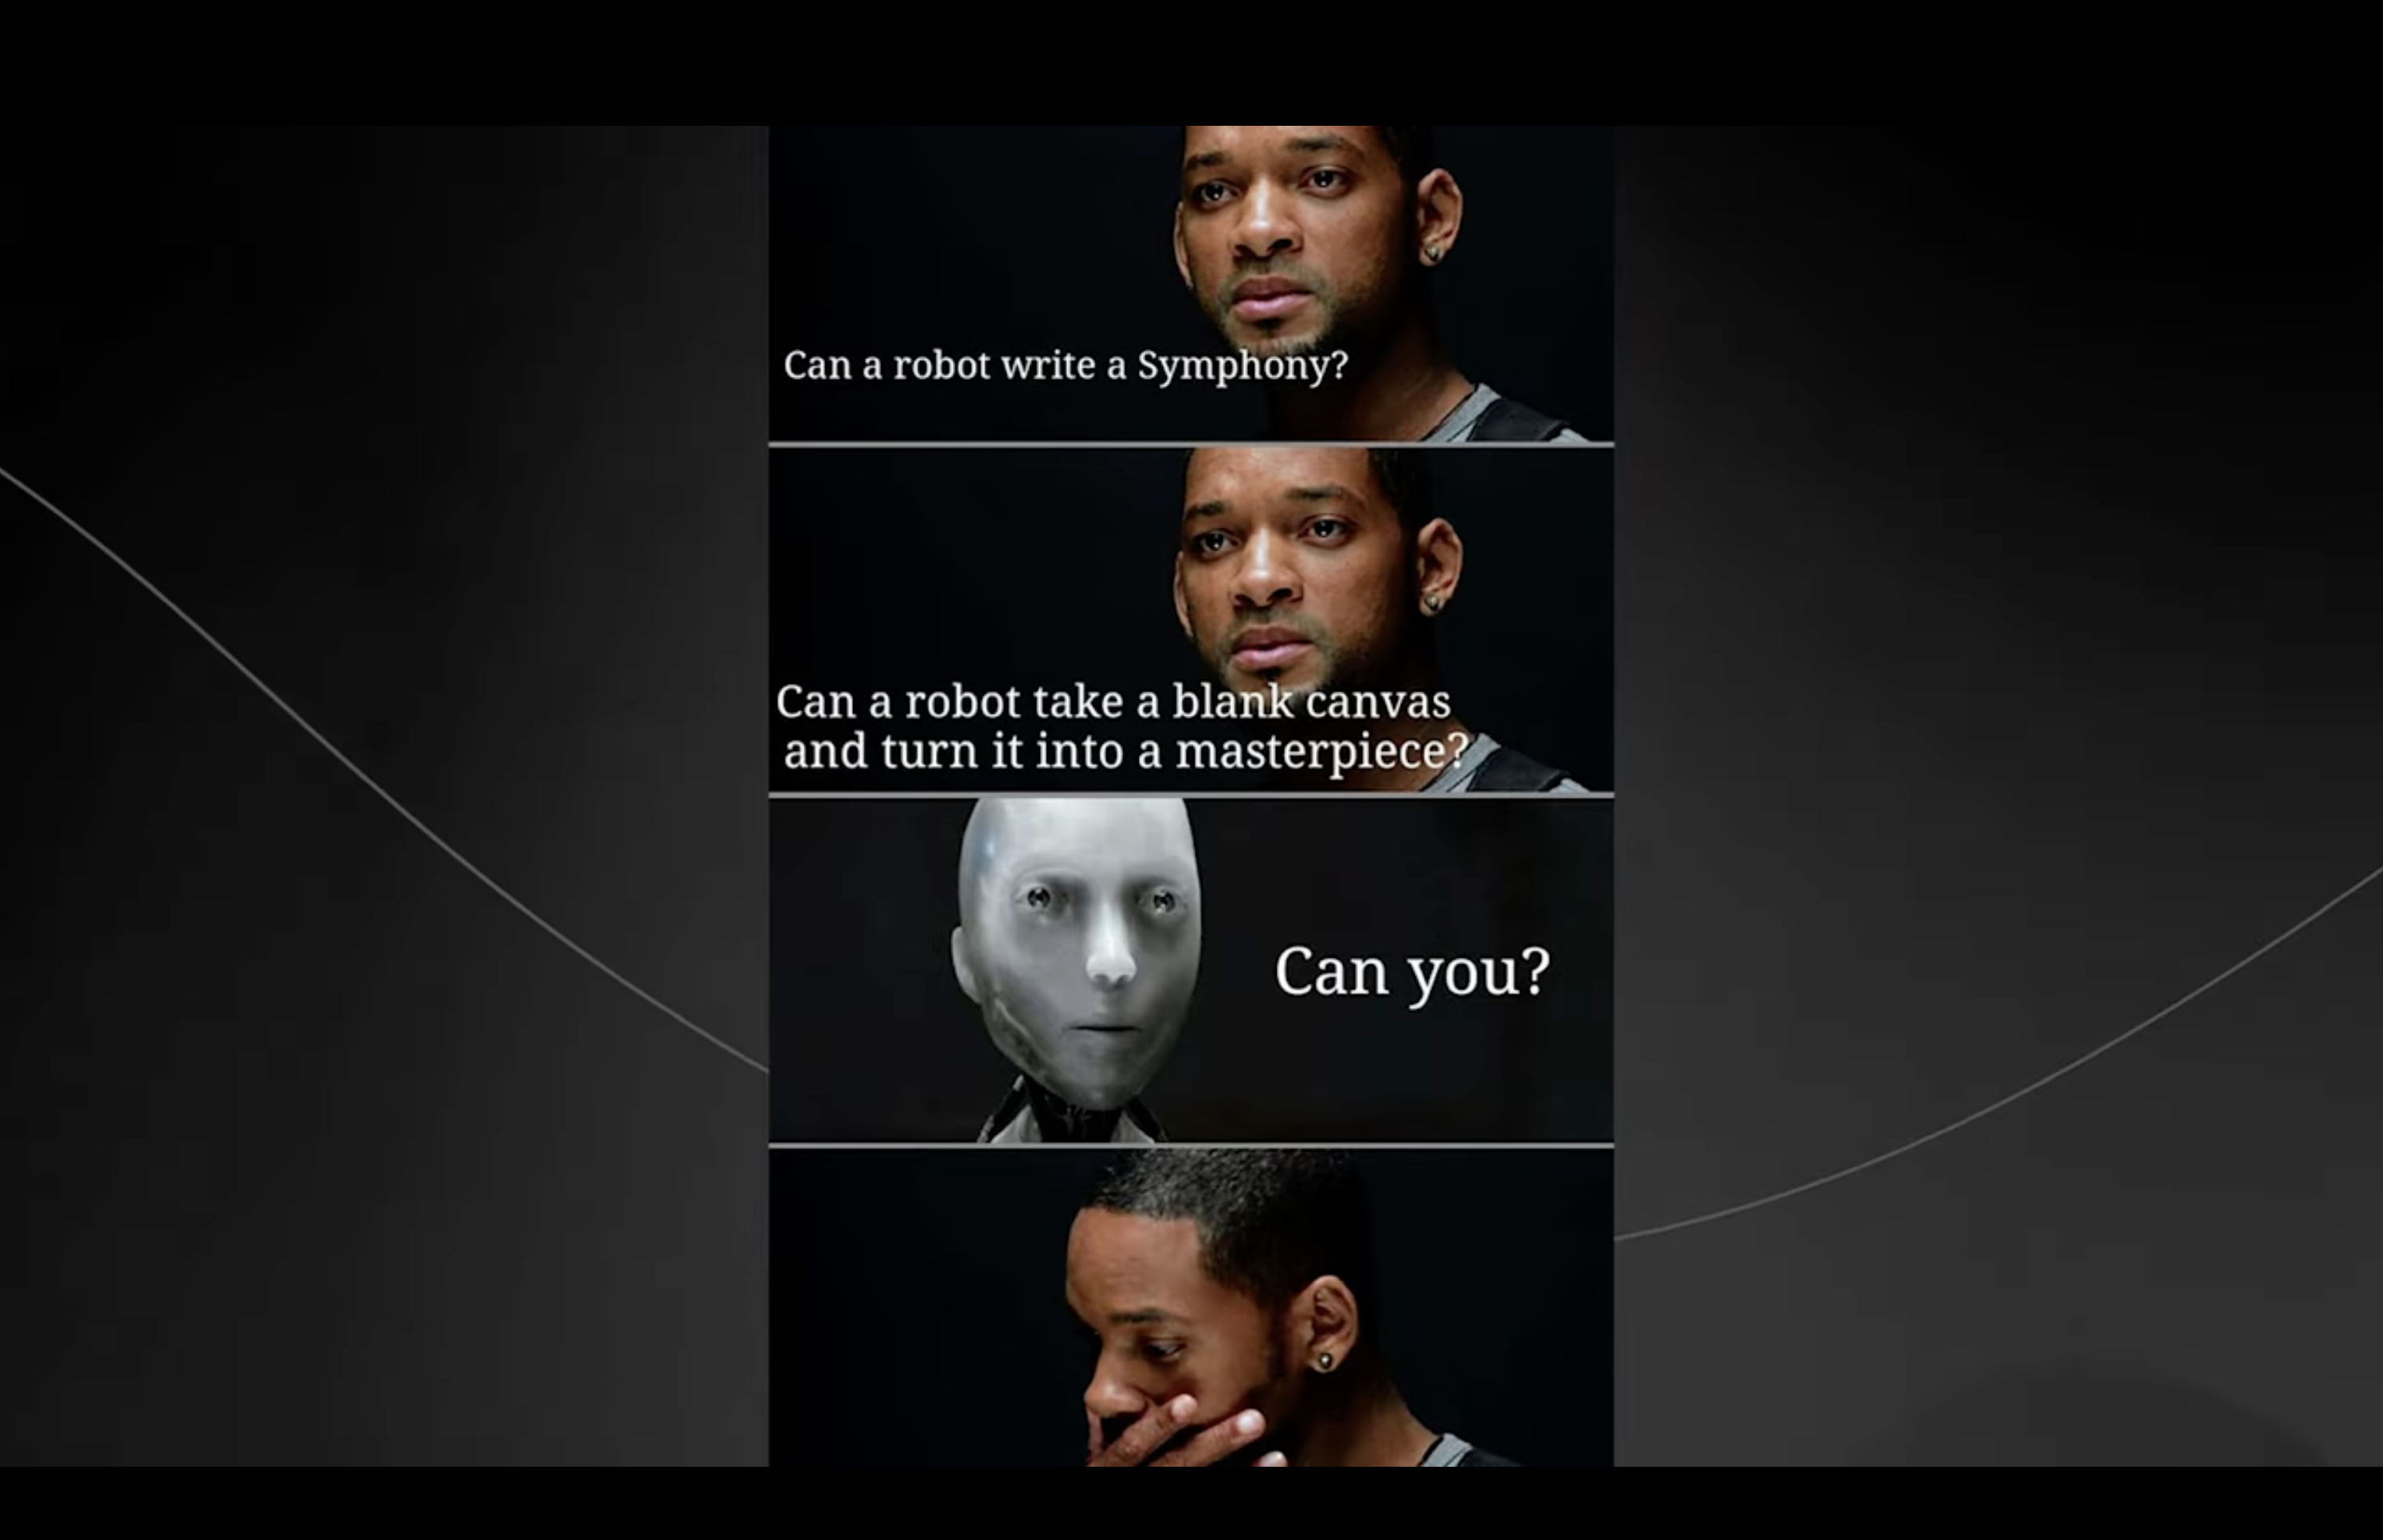 Can a robot write a Symphony?
Can a robot take a blank canvas
and turn it into a masterpiece?
Can you?